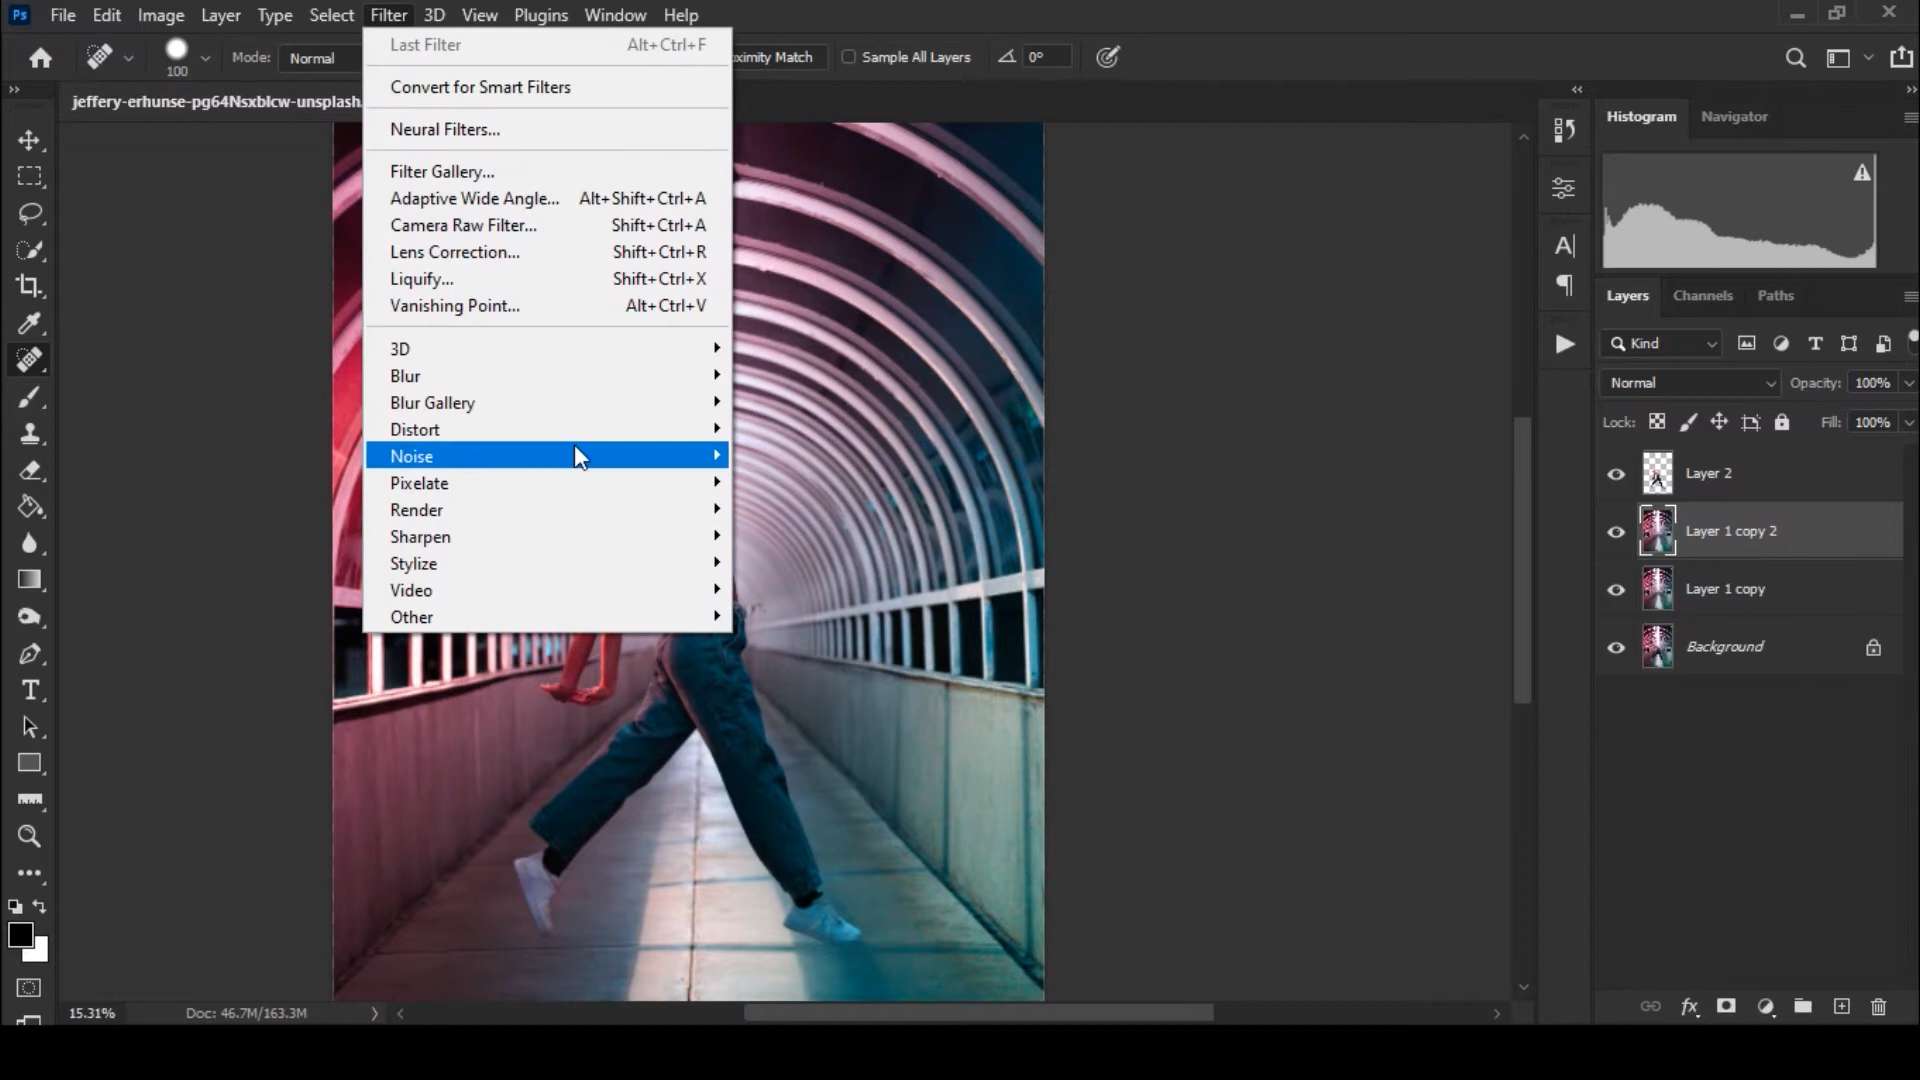 Ps File Edit Image Layer Type Select Filter 3D View Plugins Window Help
100 Mode: Normal oximity Match Sample All Layers 0°
jeffery-erhunse-pg64Nsxblcw-unsplash.
Last Filter Alt+Ctrl+F
Convert for Smart Filters
Neural Filters...
Filter Gallery...
Adaptive Wide Angle... Alt+Shift+Ctrl+A
Camera Raw Filter... Shift+Ctrl+A
Lens Correction... Shift+Ctrl+R
Liquify... Shift+Ctrl+X
Vanishing Point... Alt+Ctrl+V
3D
Blur
Blur Gallery
Distort
Noise
Pixelate
Render
Sharpen
Stylize
Video
Other
Histogram Navigator
Layers Channels Paths
Kind
Normal Opacity: 100%
Lock: Fill: 100%
Layer 2
Layer 1 copy 2
Layer 1 copy
Background
15.31% Doc: 46.7M/163.3M